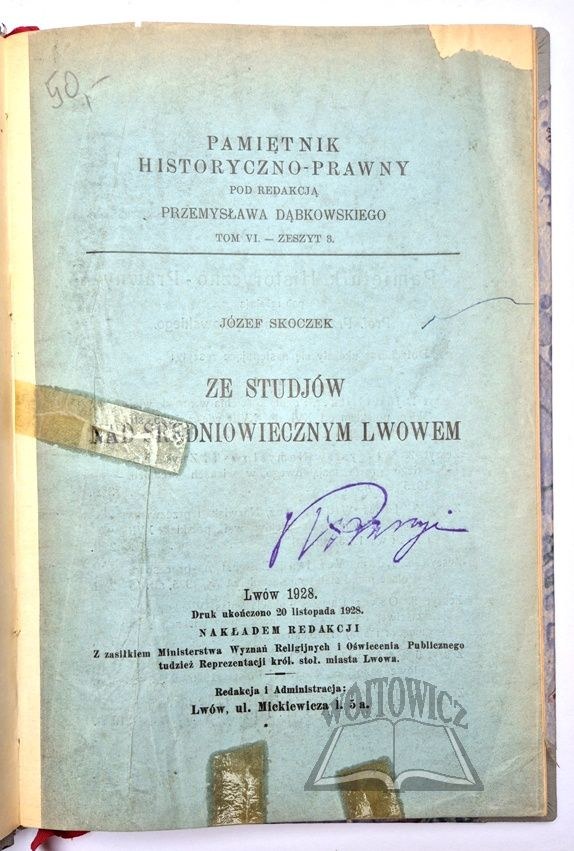 50,-
PAMIĘTNIK
HISTORYCZNO-PRAWNY
POD REDAKCJĄ
PRZEMYSŁAWA DĄBKOWSKIEGO
TOM VI. — ZESZYT 3.
JÓZEF SKOCZEK
ZE STUDJÓW
NAD ŚREDNIOWIECZNYM LWOWEM
Lwów 1928.
Druk ukończono 20 listopada 1928.
NAKŁADEM REDAKCJI
Z zasiłkiem Ministerstwa Wyznań Religijnych i Oświecenia Publicznego
tudzież Reprezentacji król. stoł. miasta Lwowa.
Redakcja i Administracja:
Lwów, ul. Mickiewicza l. 5 a.
WÓJTOWICZ